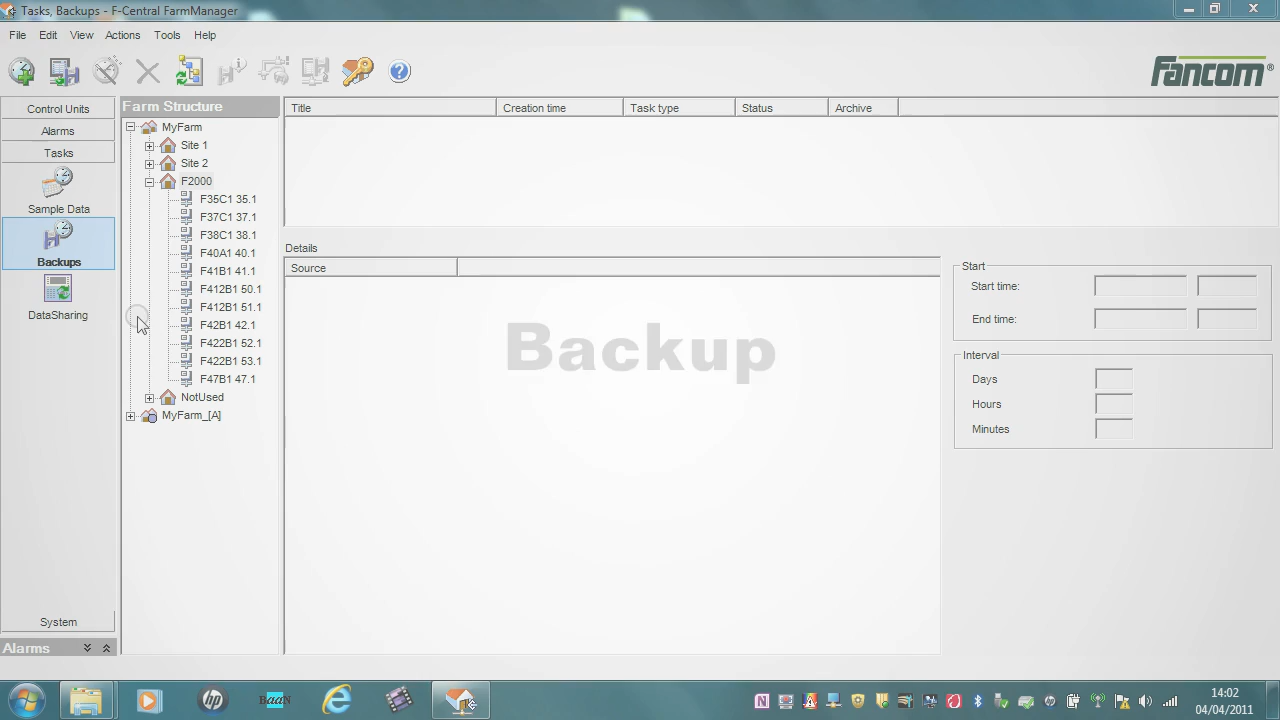 Tasks, Backups - F-Central FarmManager
File Edit View Actions Tools Help
Fancom®
Control Units
Alarms
Tasks
Sample Data
Backups
DataSharing
System
Alarms
Farm Structure
MyFarm
Site 1
Site 2
F2000
F35C1 35.1
F37C1 37.1
F38C1 38.1
F40A1 40.1
F41B1 41.1
F412B1 50.1
F412B1 51.1
F42B1 42.1
F422B1 52.1
F422B1 53.1
F47B1 47.1
NotUsed
MyFarm_[A]
Title Creation time Task type Status Archive
Details
Source
Backup
Start
Start time:
End time:
Interval
Days
Hours
Minutes
hp
BaaN
14:02
04/04/2011